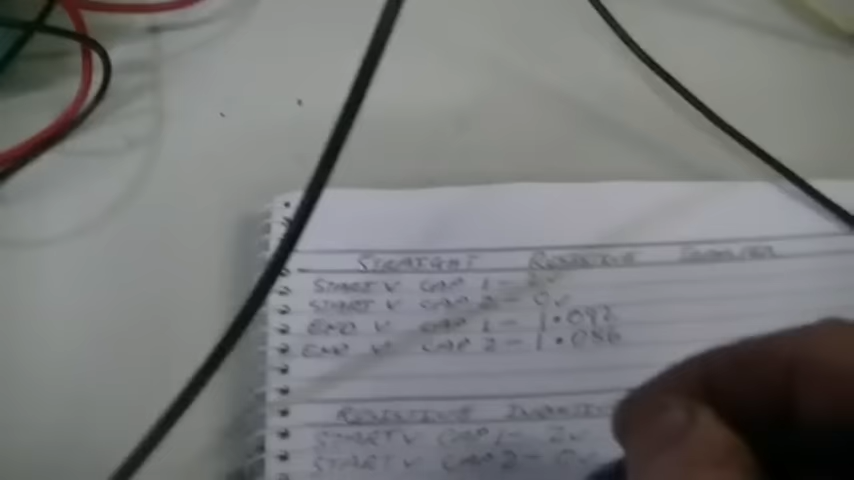 STRAIGHT RESISTIVE TRANSFER
START V CAP 1 - 2v
START V CAP 2 - 0v
END V CAP 1 - 1.092
END V CAP 2 - 1.086
RESISTIVE
START V CAP 1 - 2v
START V CAP 2 - 0v